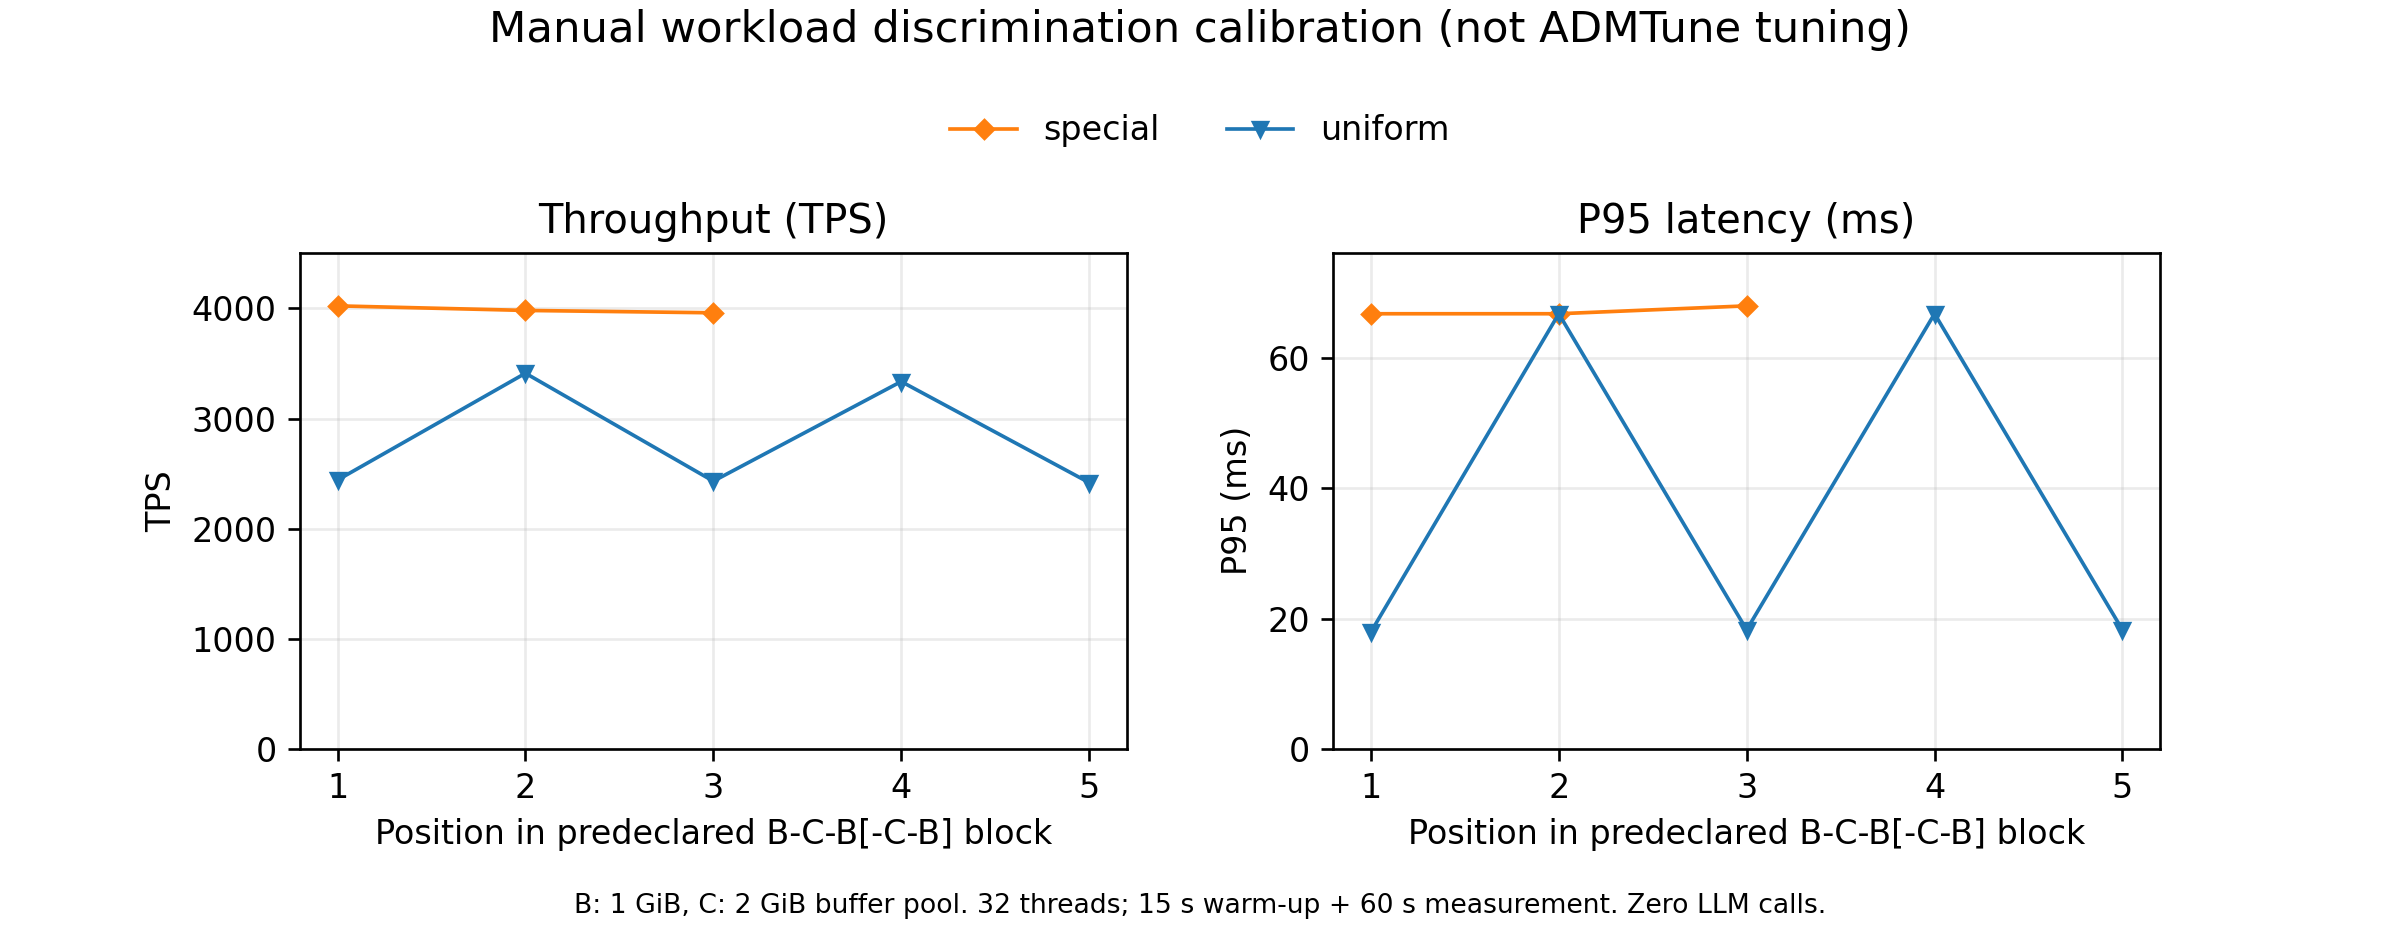 Manual workload discrimination calibration (not ADMTune tuning)
special
uniform
Throughput (TPS)
TPS
4000
3000
2000
1000
0
1
2
3
4
5
Position in predeclared B-C-B[-C-B] block
P95 latency (ms)
P95 (ms)
60
40
20
0
1
2
3
4
5
Position in predeclared B-C-B[-C-B] block
B: 1 GiB, C: 2 GiB buffer pool. 32 threads; 15 s warm-up + 60 s measurement. Zero LLM calls.